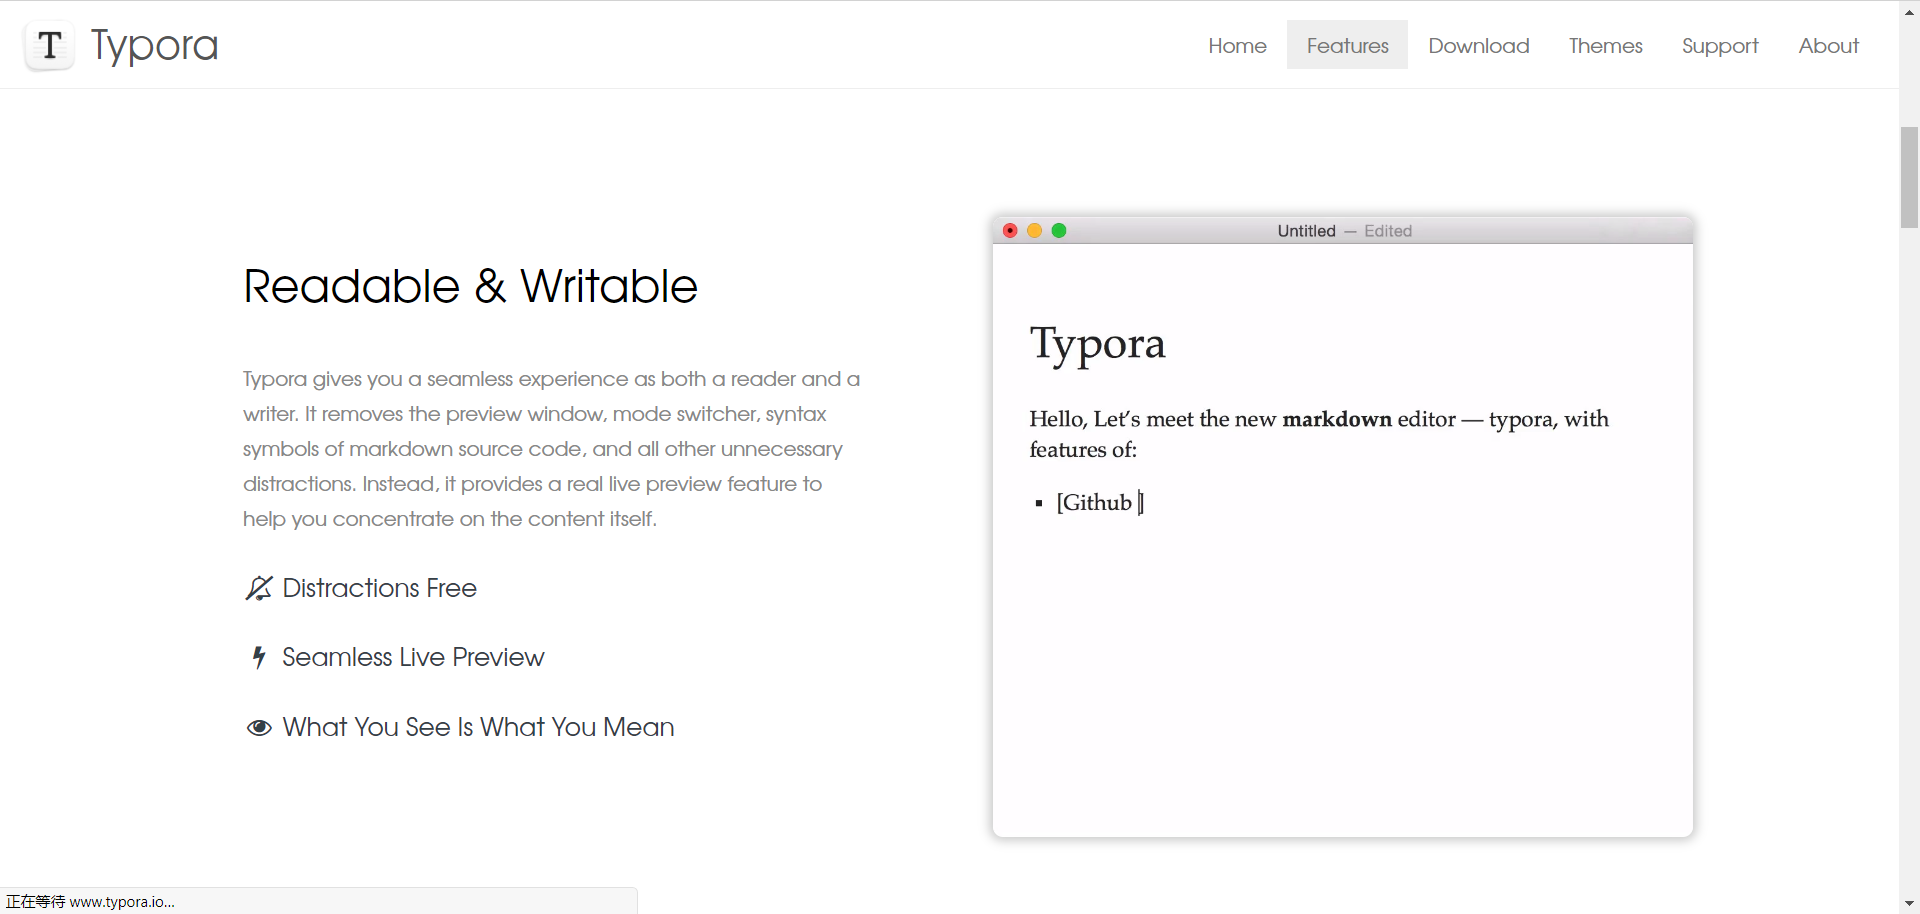 T Typora
Home Features Download Themes Support About
Untitled — Edited
Readable & Writable
Typora gives you a seamless experience as both a reader and a
writer. It removes the preview window, mode switcher, syntax
symbols of markdown source code, and all other unnecessary
distractions. Instead, it provides a real live preview feature to
help you concentrate on the content itself.
Distractions Free
Seamless Live Preview
What You See Is What You Mean
Typora
Hello, Let’s meet the new markdown editor — typora, with
features of:
▪ [Github ]
正在等待 www.typora.io...